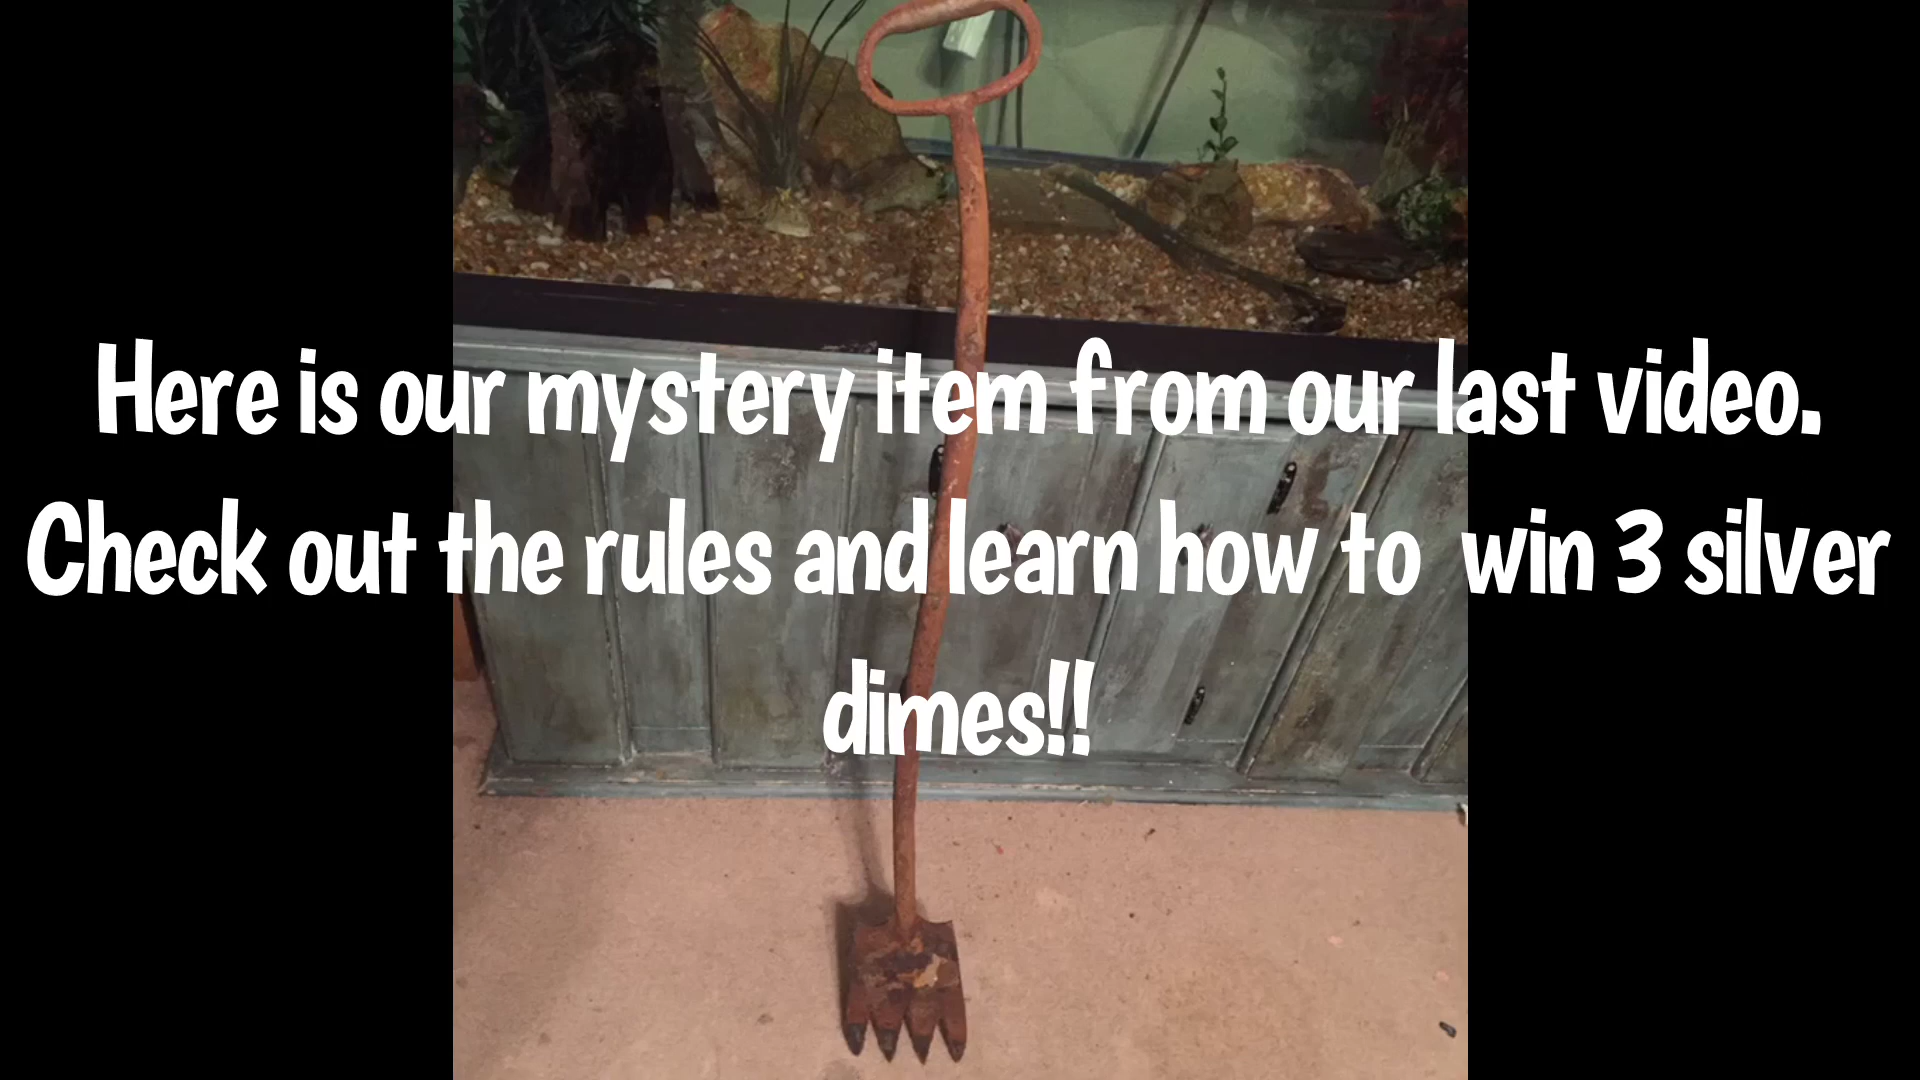 Here is our mystery item from our last video.
Check out the rules and learn how to  win 3 silver
dimes!!